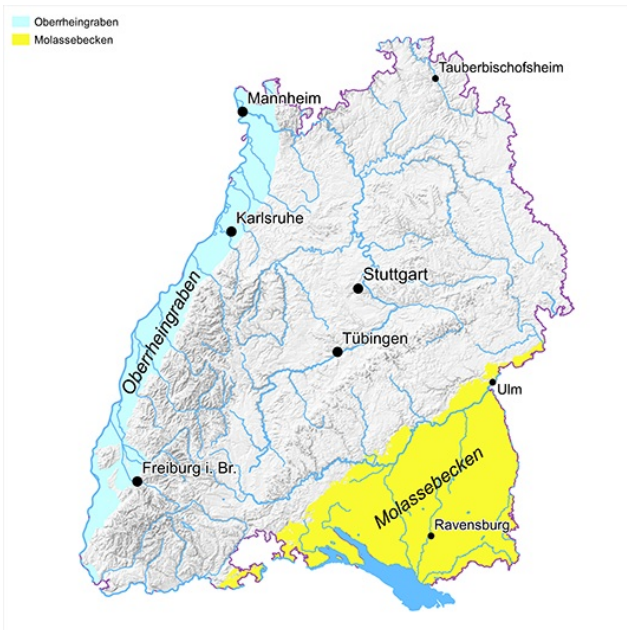 Oberrheingraben
Molassebecken
Tauberbischofsheim
Mannheim
Karlsruhe
Stuttgart
Oberrheingraben
Tübingen
Ulm
Molassebecken
Freiburg i. Br.
Ravensburg